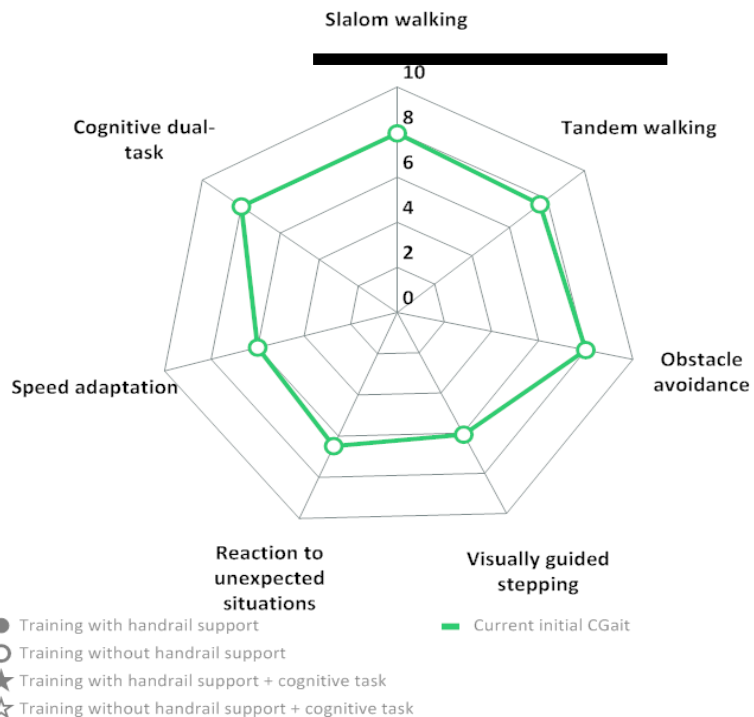 Slalom walking
10
8
6
4
2
0
Cognitive dual-
task
Tandem walking
Speed adaptation
Obstacle
avoidance
Reaction to
unexpected
situations
Visually guided
stepping
Training with handrail support
Training without handrail support
Training with handrail support + cognitive task
Training without handrail support + cognitive task
Current initial CGait